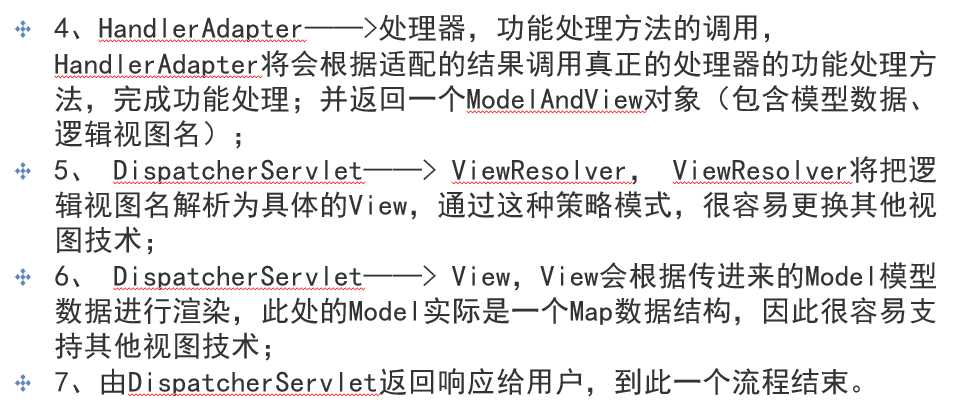 4、HandlerAdapter——>处理器，功能处理方法的调用，
HandlerAdapter将会根据适配的结果调用真正的处理器的功能处理方
法，完成功能处理；并返回一个ModelAndView对象（包含模型数据、
逻辑视图名）；
5、 DispatcherServlet——> ViewResolver， ViewResolver将把逻
辑视图名解析为具体的View，通过这种策略模式，很容易更换其他视
图技术；
6、 DispatcherServlet——> View，View会根据传进来的Model模型
数据进行渲染，此处的Model实际是一个Map数据结构，因此很容易支
持其他视图技术；
7、由DispatcherServlet返回响应给用户，到此一个流程结束。